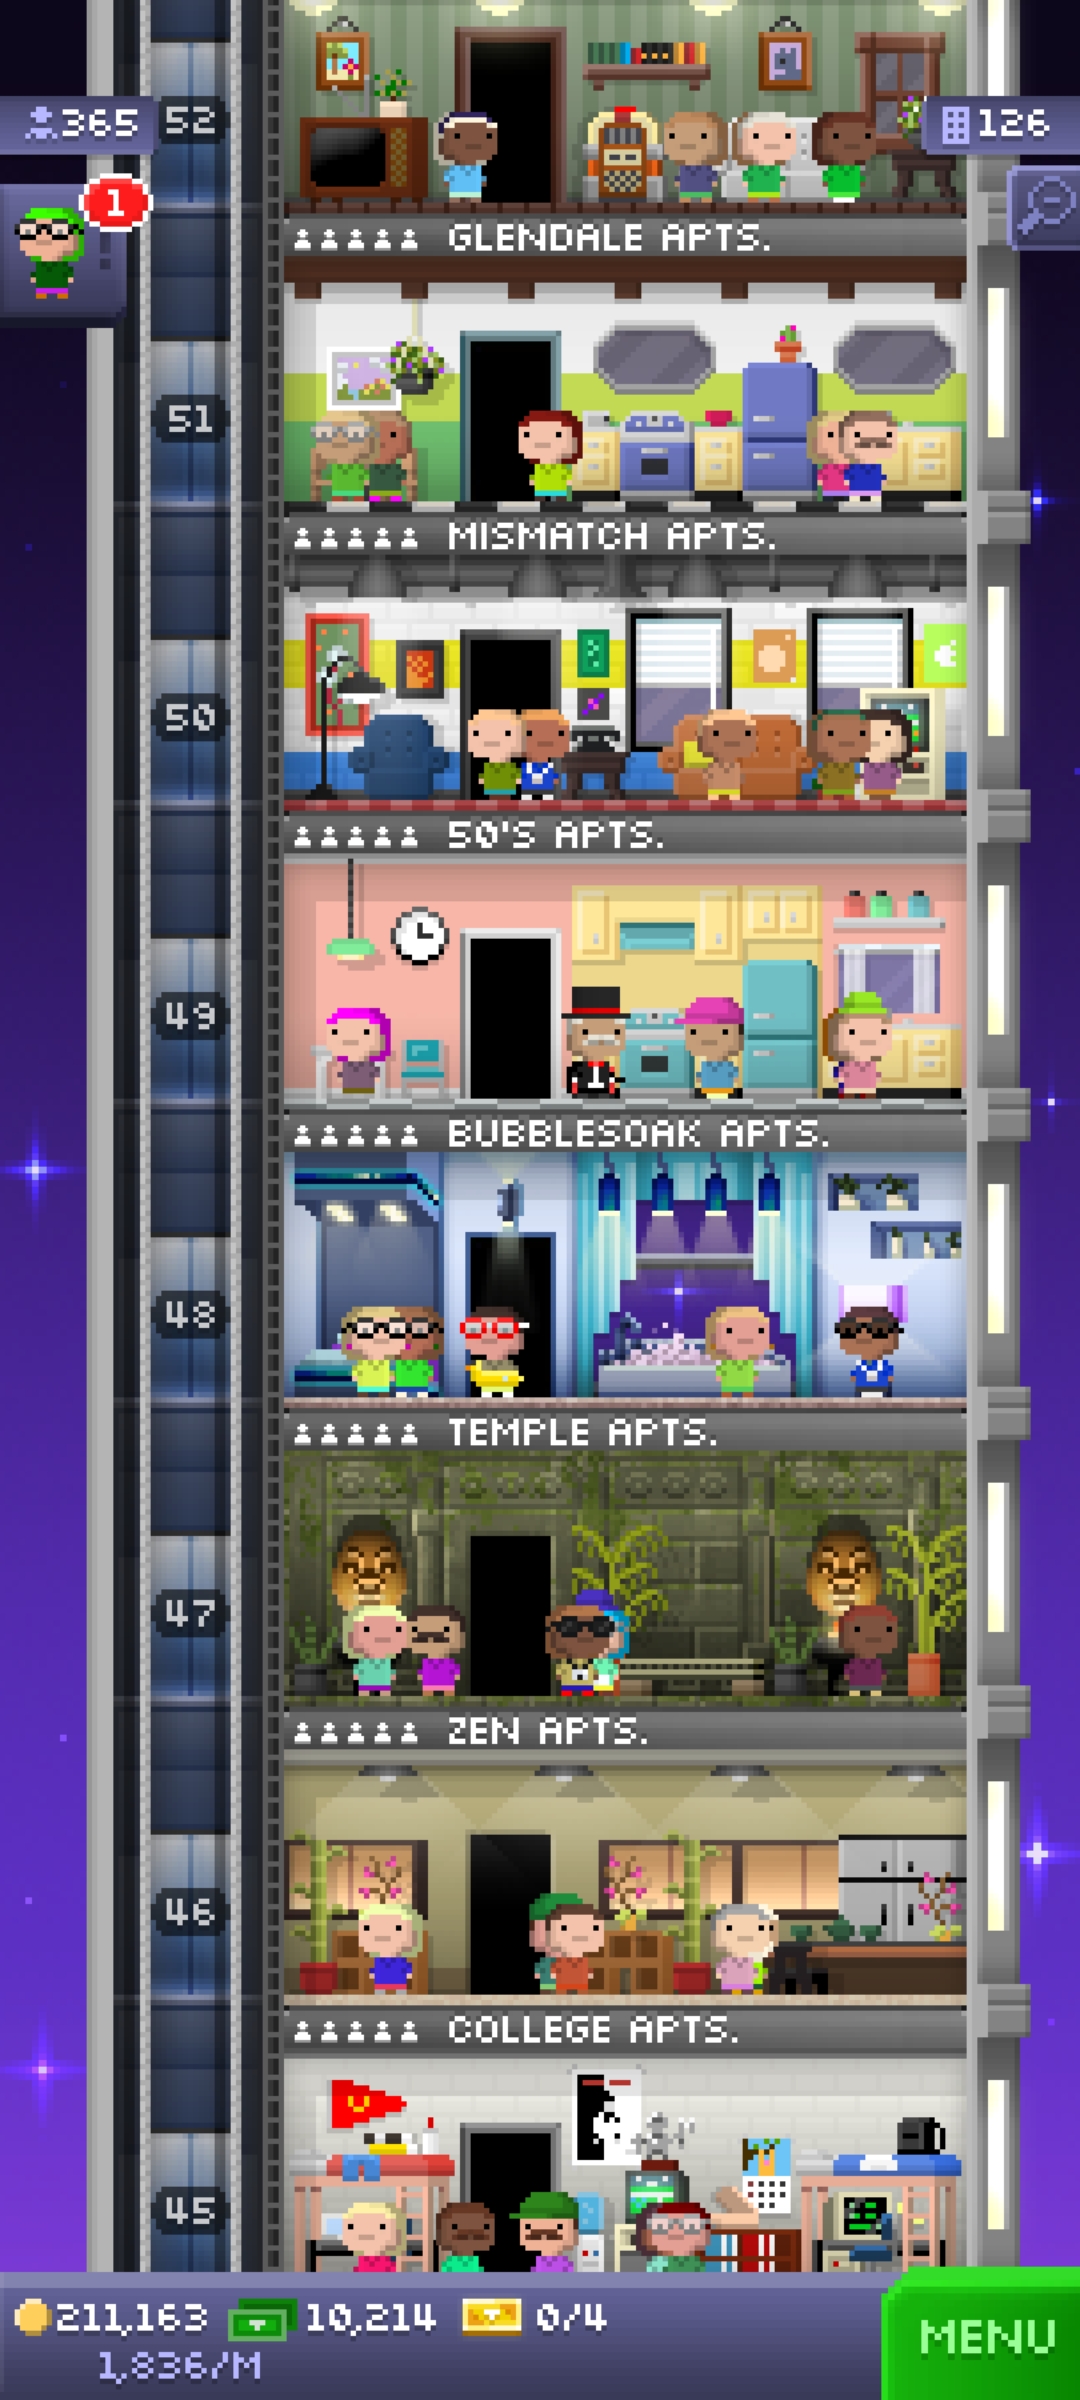 365
52
126
1
GLENDALE APTS.
51
MISMATCH APTS.
50
50'S APTS.
49
BUBBLESOAK APTS.
48
TEMPLE APTS.
47
ZEN APTS.
46
COLLEGE APTS.
45
211,163 10,214 0/4
1,836/M
MENU